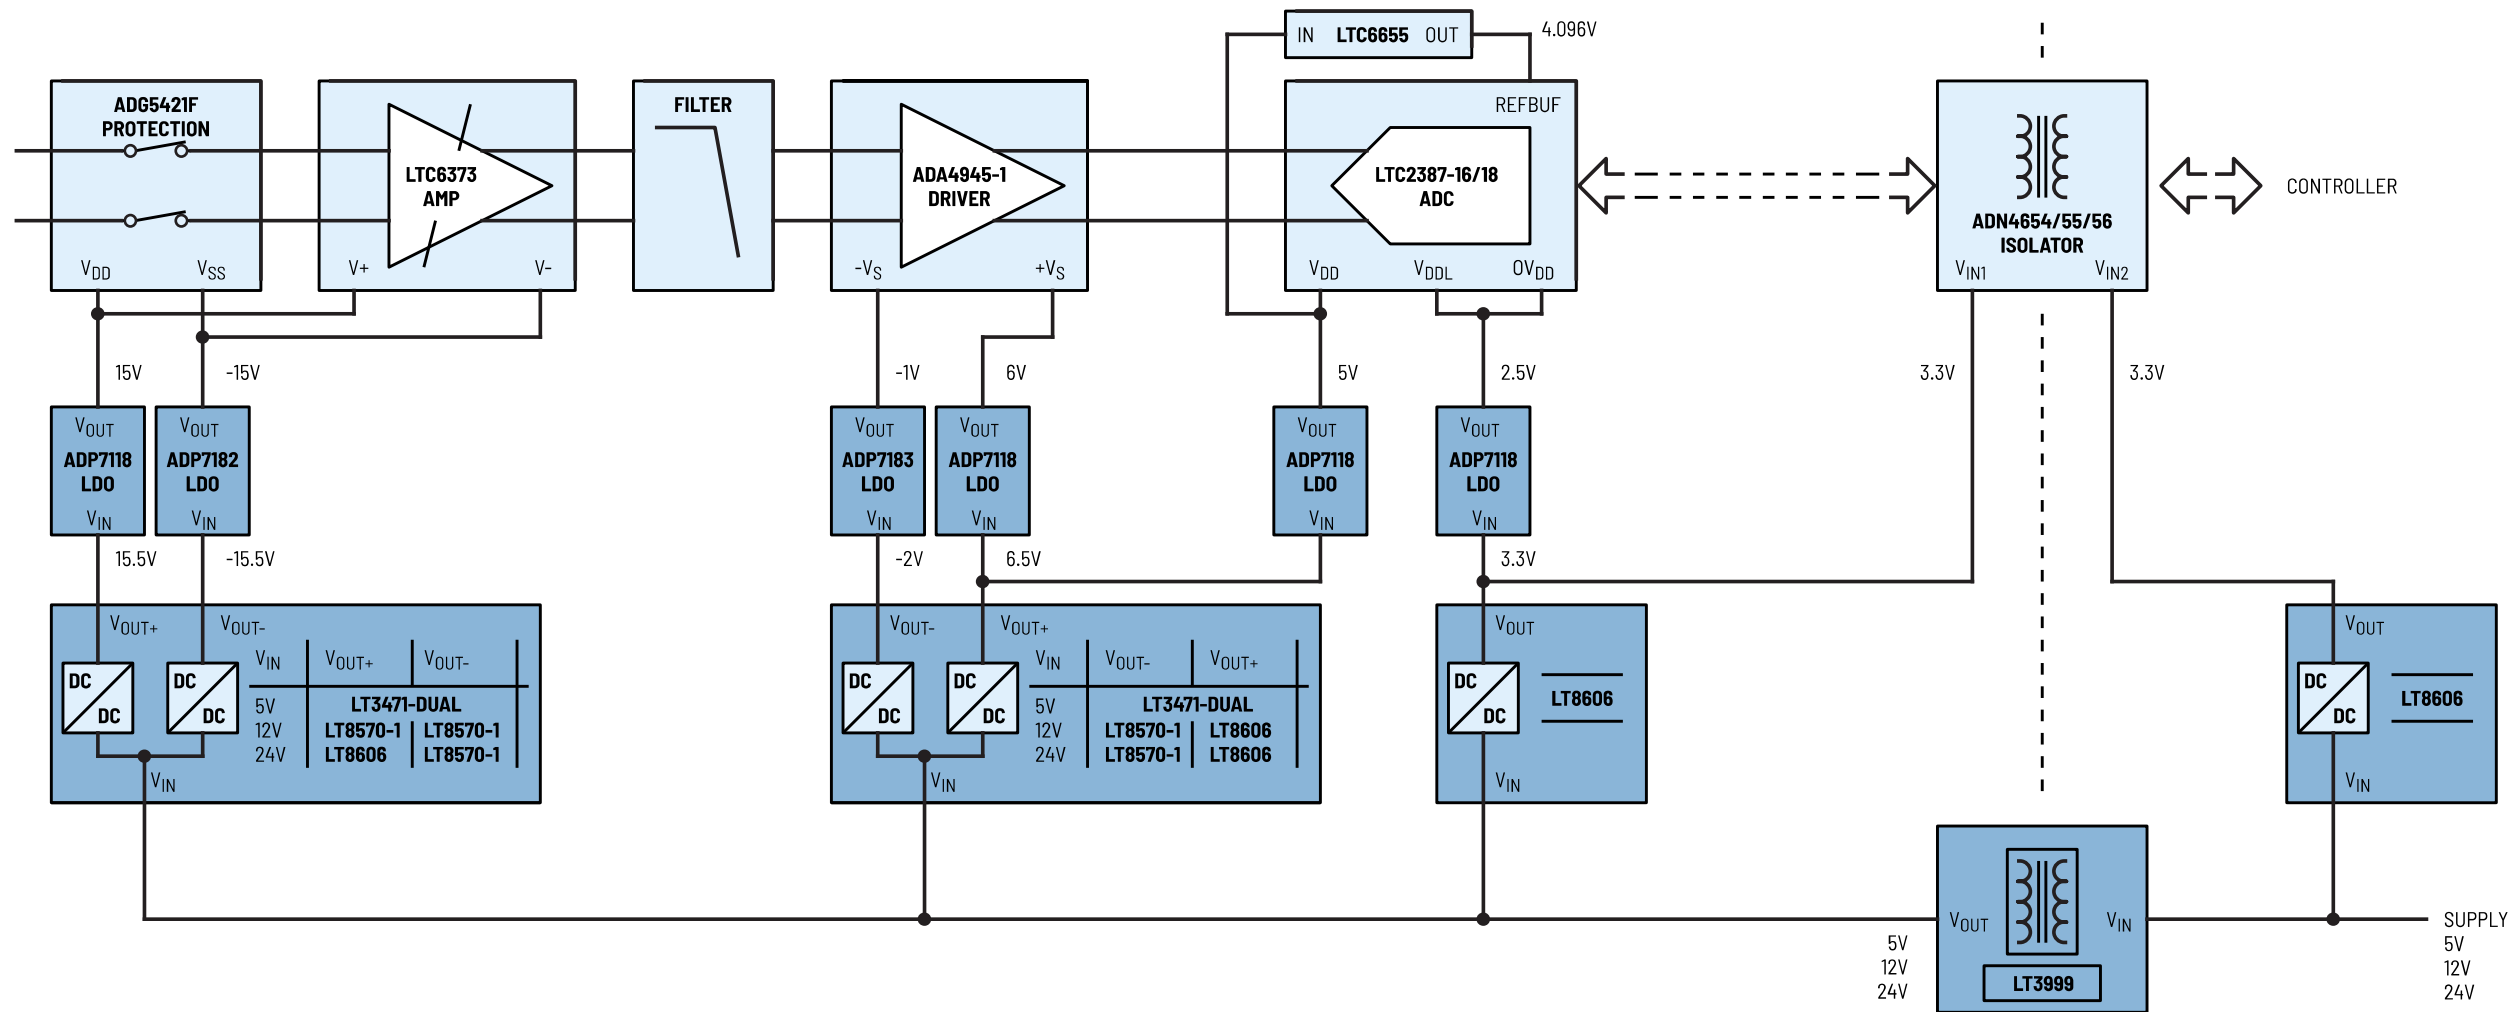 IN LTC6655 OUT
4.096V
ADG5421F
PROTECTION
VDD
VSS
LTC6373
AMP
V+
V-
FILTER
ADA4945-1
DRIVER
-VS
+VS
REFBUF
LTC2387-16/18
ADC
VDD
VDDL
OVDD
ADN4654/55/56
ISOLATOR
VIN1
VIN2
CONTROLLER
15V
-15V
-1V
6V
5V
2.5V
3.3V
3.3V
VOUT
ADP7118
LDO
VIN
VOUT
ADP7182
LDO
VIN
VOUT
ADP7183
LDO
VIN
VOUT
ADP7118
LDO
VIN
VOUT
ADP7118
LDO
VIN
VOUT
ADP7118
LDO
VIN
15.5V
-15.5V
-2V
6.5V
3.3V
VOUT+
VOUT-
DC
DC
DC
DC
VIN
VIN VOUT+ VOUT-
5V LT3471-DUAL
12V LT8570-1 LT8570-1
24V LT8606 LT8570-1
VOUT-
VOUT+
DC
DC
DC
DC
VIN
VIN VOUT- VOUT+
5V LT3471-DUAL
12V LT8570-1 LT8606
24V LT8570-1 LT8606
VOUT
DC
DC
LT8606
VIN
VOUT
DC
DC
LT8606
VIN
VOUT
VIN
LT3999
5V
12V
24V
SUPPLY
5V
12V
24V